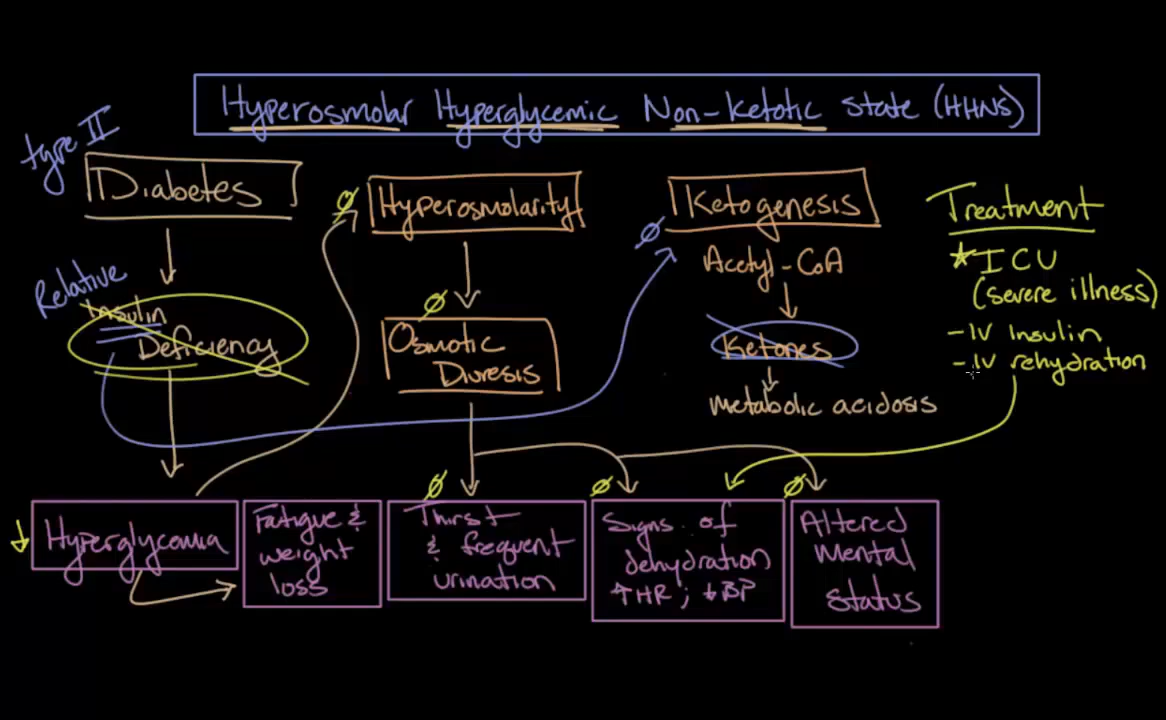 Hyperosmolar Hyperglycemic Non-Ketotic State (HHNS)
type II
Diabetes
Relative
Insulin
Deficiency
Ø Hyperosmolarity
Ø
Osmotic
Diuresis
Ø Ketogenesis
Acetyl-CoA
Ketones
Metabolic acidosis
Treatment
★ICU
(severe illness)
-IV Insulin
-IV rehydration
↓ Hyperglycemia
Fatigue &
weight
loss
Ø
Thirst
& frequent
urination
Ø
Signs of
dehydration
↑HR; ↓BP
Ø
Altered
Mental
Status